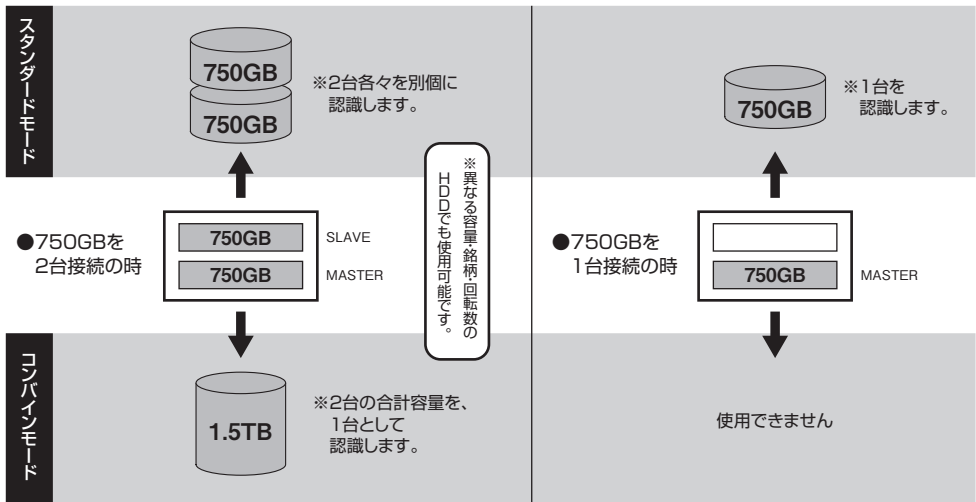 スタンダードモード
750GB
750GB
※2台各々を別個に
認識します。
750GB
※1台を
認識します。
●750GBを
2台接続の時
750GB
SLAVE
750GB
MASTER
※異なる容量・銘柄・回転数の
HDDでも使用可能です。
●750GBを
1台接続の時
750GB
MASTER
コンバインモード
1.5TB
※2台の合計容量を、
1台として
認識します。
使用できません